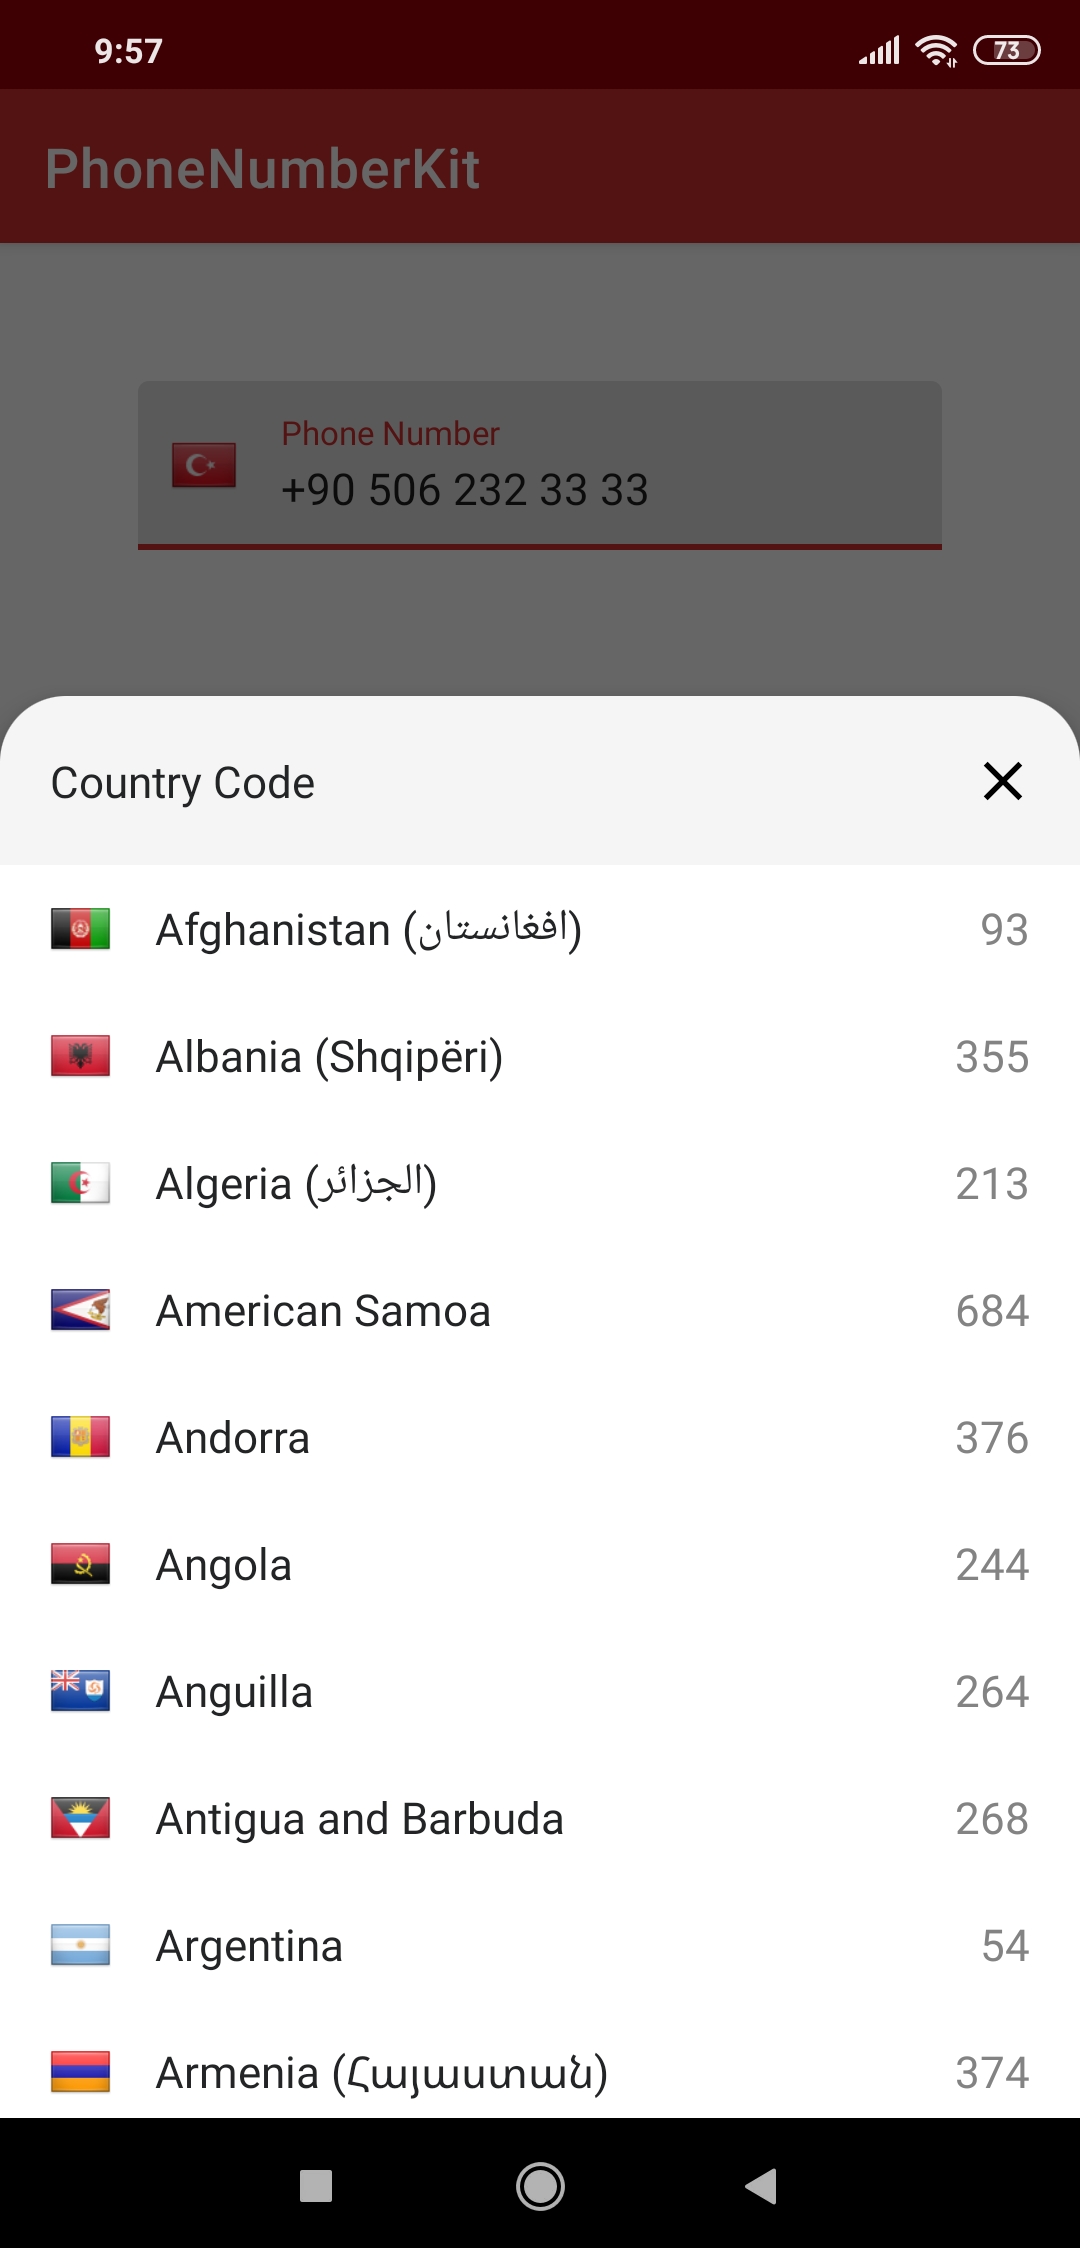 9:57
73
PhoneNumberKit
Phone Number
+90 506 232 33 33
Country Code
Afghanistan (افغانستان) 93
Albania (Shqipëri) 355
Algeria (الجزائر) 213
American Samoa 684
Andorra 376
Angola 244
Anguilla 264
Antigua and Barbuda 268
Argentina 54
Armenia (Հայաստան) 374